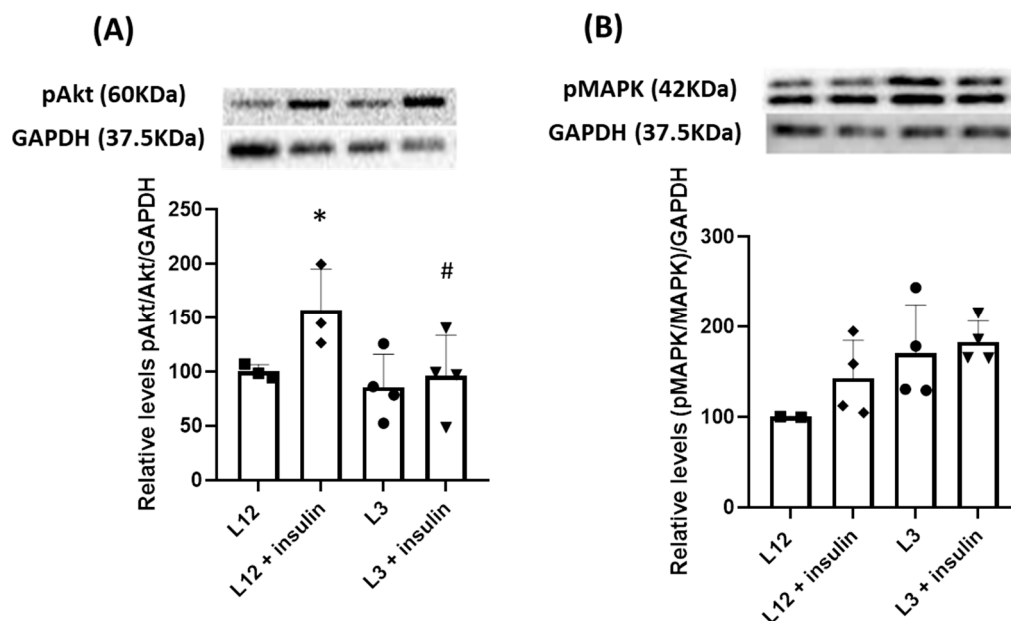 (A)
pAkt (60KDa)
GAPDH (37.5KDa)
Relative levels pAkt/Akt/GAPDH
250
200
150
100
50
0
*
#
L12
L12 + insulin
L3
L3 + insulin
(B)
pMAPK (42KDa)
GAPDH (37.5KDa)
Relative levels (pMAPK/MAPK)/GAPDH
300
200
100
0
L12
L12 + insulin
L3
L3 + insulin